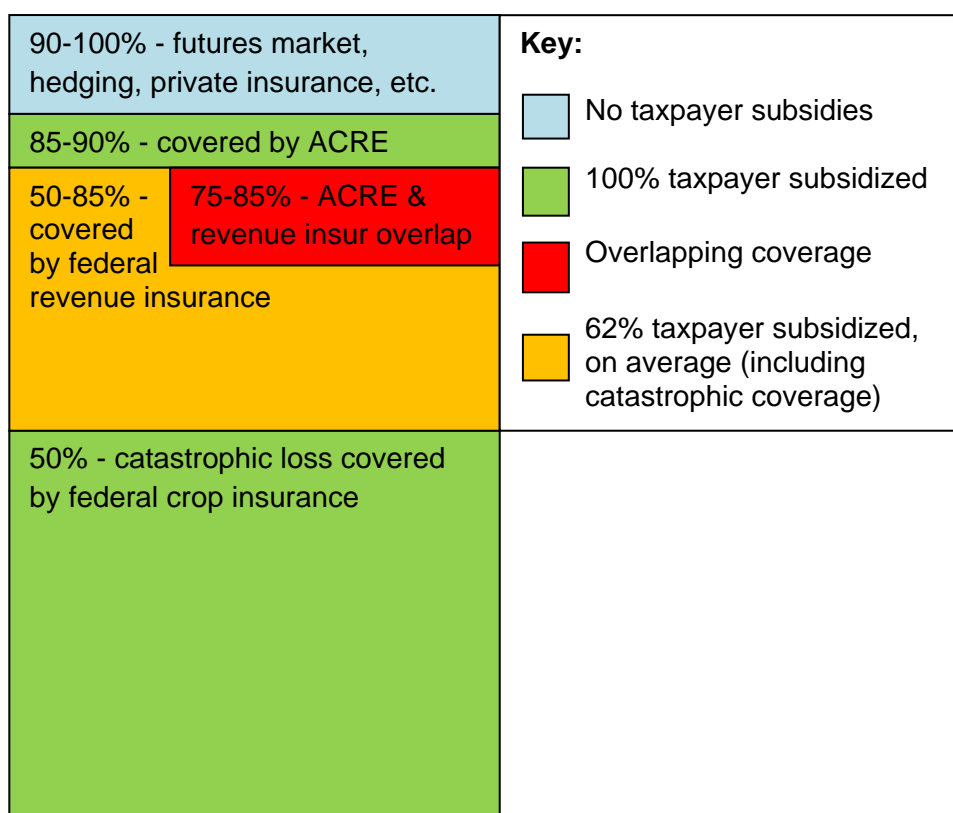 90-100% - futures market,
hedging, private insurance, etc.
85-90% - covered by ACRE
50-85% -
covered
by federal
revenue insurance
75-85% - ACRE &
revenue insur overlap
50% - catastrophic loss covered
by federal crop insurance
Key:
No taxpayer subsidies
100% taxpayer subsidized
Overlapping coverage
62% taxpayer subsidized,
on average (including
catastrophic coverage)